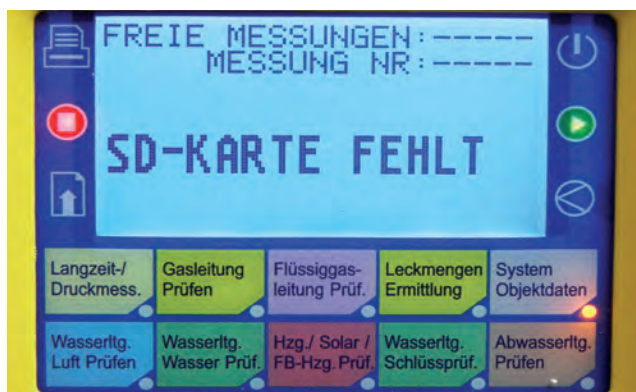 FREIE MESSUNGEN:-----
MESSUNG NR:-----
SD-KARTE FEHLT
Langzeit-/
Druckmess.
Gasleitung
Prüfen
Flüssiggas-
leitung Prüf.
Leckmengen
Ermittlung
System
Objektdaten
Wasserltg.
Luft Prüfen
Wasserltg.
Wasser Prüf.
Hzg./ Solar /
FB-Hzg. Prüf.
Wasserltg.
Schlüssprüf.
Abwasserltg.
Prüfen